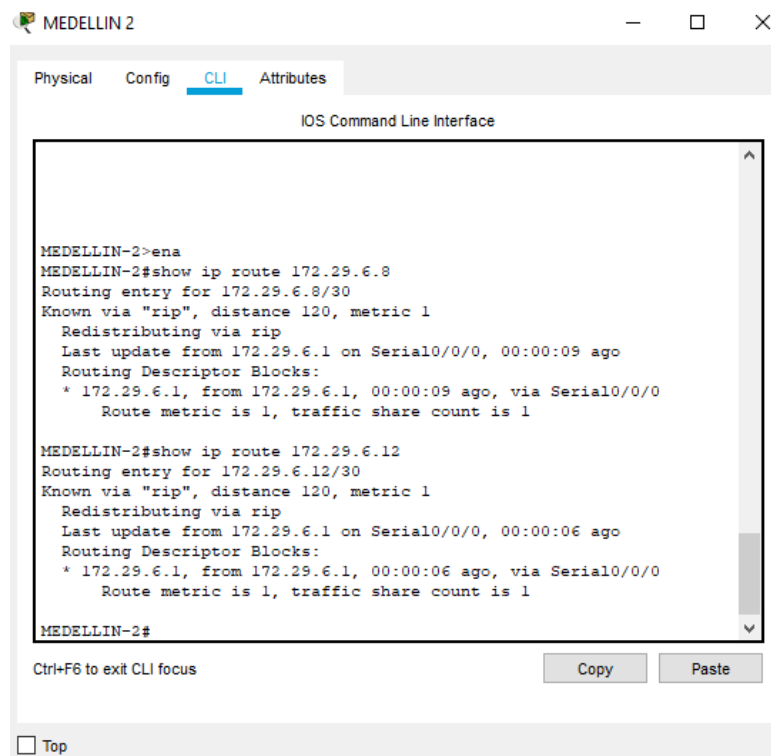 MEDELLIN 2
Physical Config CLI Attributes
IOS Command Line Interface
MEDELLIN-2>ena
MEDELLIN-2#show ip route 172.29.6.8
Routing entry for 172.29.6.8/30
Known via "rip", distance 120, metric 1
  Redistributing via rip
  Last update from 172.29.6.1 on Serial0/0/0, 00:00:09 ago
  Routing Descriptor Blocks:
  * 172.29.6.1, from 172.29.6.1, 00:00:09 ago, via Serial0/0/0
      Route metric is 1, traffic share count is 1
MEDELLIN-2#show ip route 172.29.6.12
Routing entry for 172.29.6.12/30
Known via "rip", distance 120, metric 1
  Redistributing via rip
  Last update from 172.29.6.1 on Serial0/0/0, 00:00:06 ago
  Routing Descriptor Blocks:
  * 172.29.6.1, from 172.29.6.1, 00:00:06 ago, via Serial0/0/0
      Route metric is 1, traffic share count is 1
MEDELLIN-2#
Ctrl+F6 to exit CLI focus Copy Paste
Top